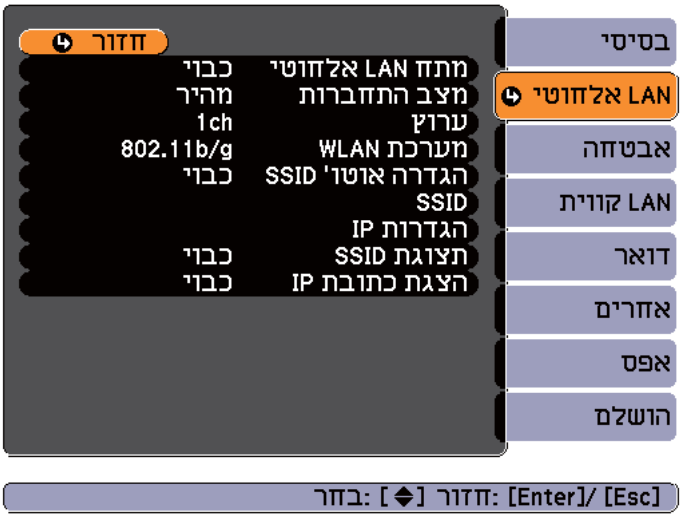 בסיסי
LAN אלחוטי
אבטחה
LAN קווית
דואר
אחרים
אפס
הושלם
חזור
מתח LAN אלחוטי כבוי
מצב התחברות מהיר
ערוץ 1ch
מערכת WLAN 802.11b/g
הגדרה אוטו' SSID כבוי
SSID
הגדרות IP
תצוגת SSID כבוי
הצגת כתובת IP כבוי
[Esc] /[Enter] :חזור [◆] :בחר